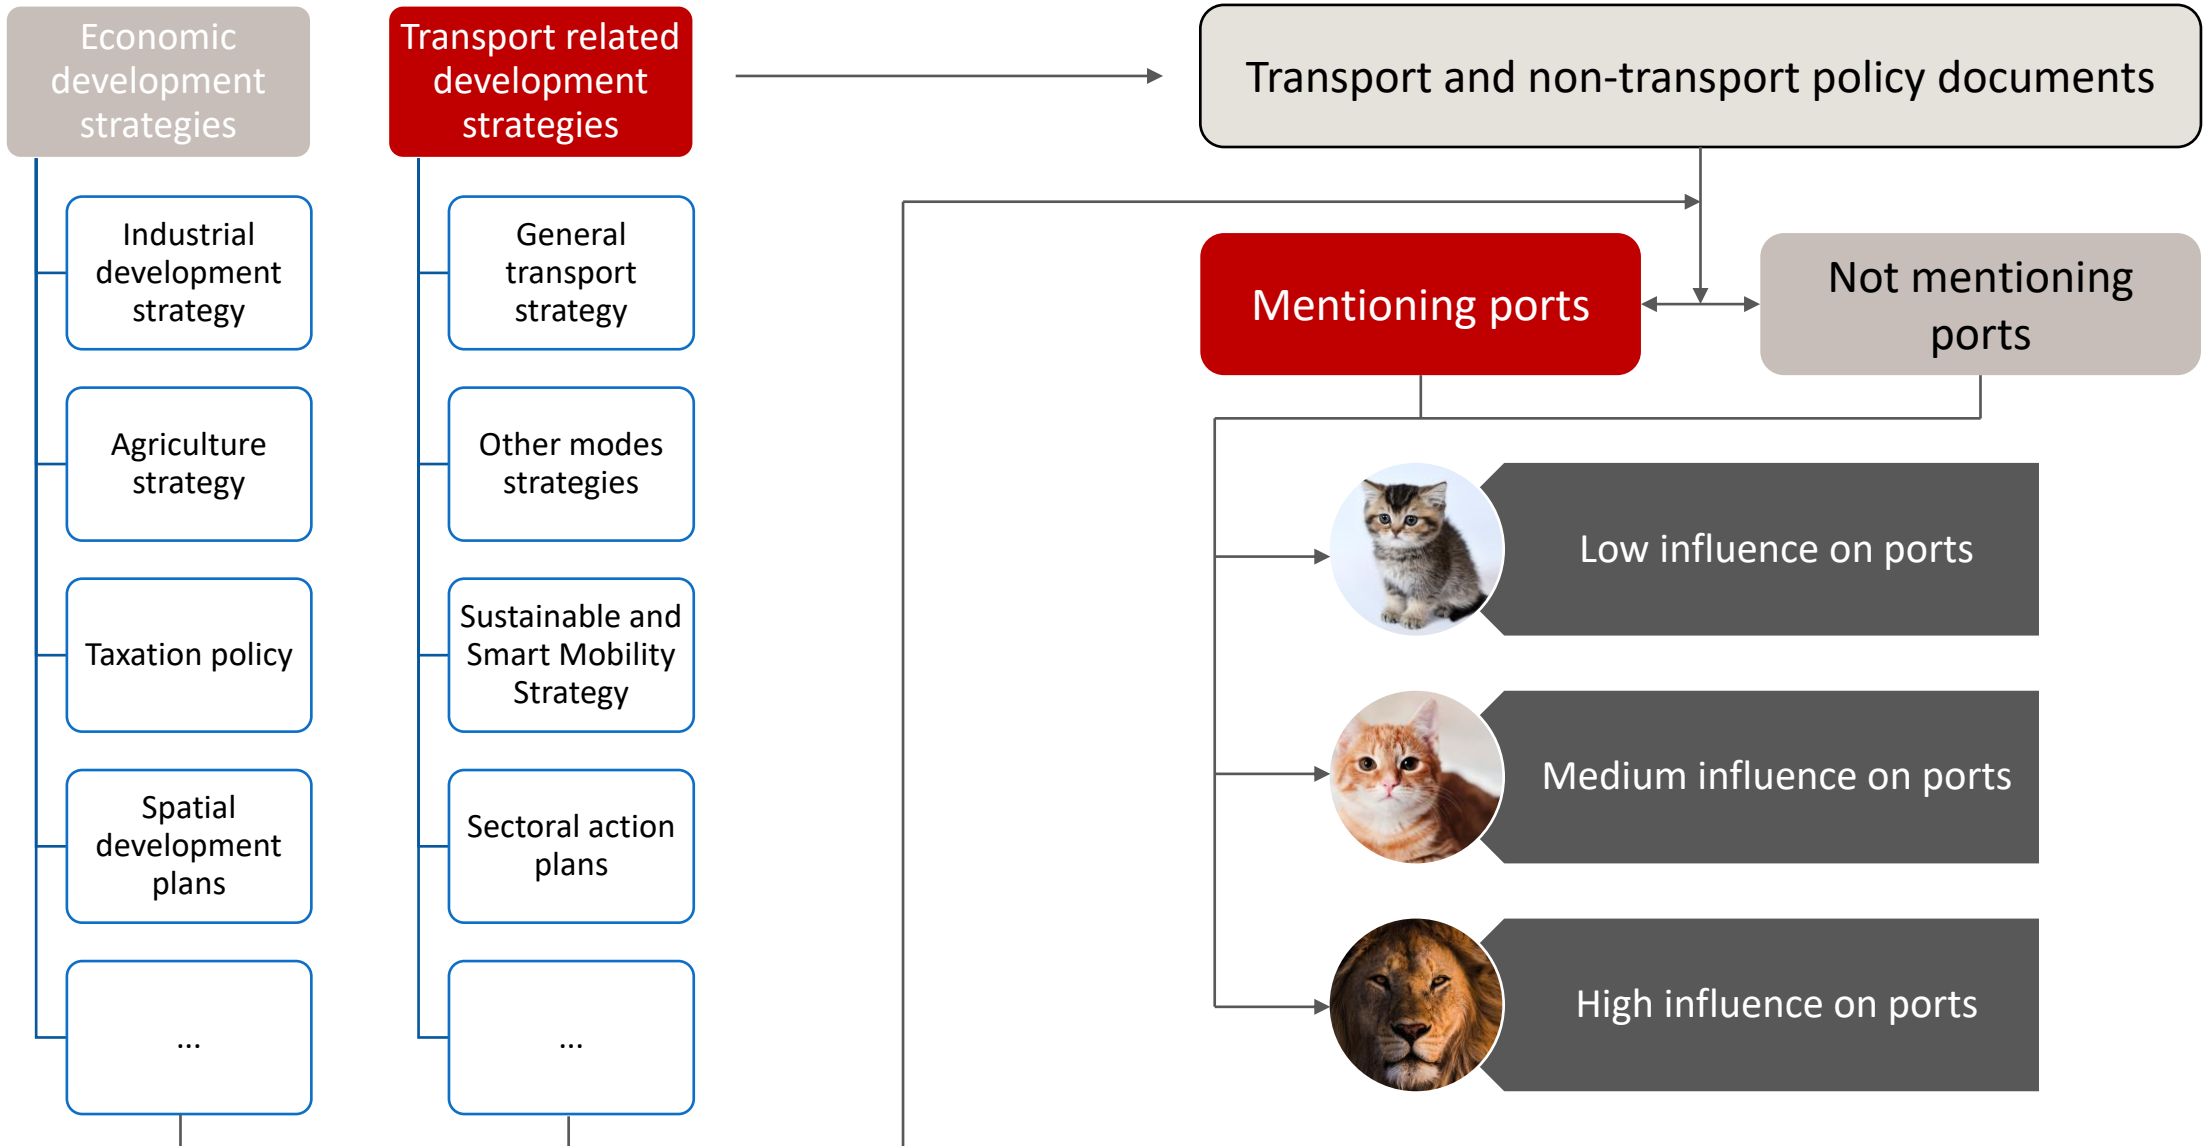 Economic
development
strategies
Industrial
development
strategy
Agriculture
strategy
Taxation policy
Spatial
development
plans
...
Transport related
development
strategies
General
transport
strategy
Other modes
strategies
Sustainable and
Smart Mobility
Strategy
Sectoral action
plans
...
Transport and non-transport policy documents
Mentioning ports
Not mentioning
ports
Low influence on ports
Medium influence on ports
High influence on ports